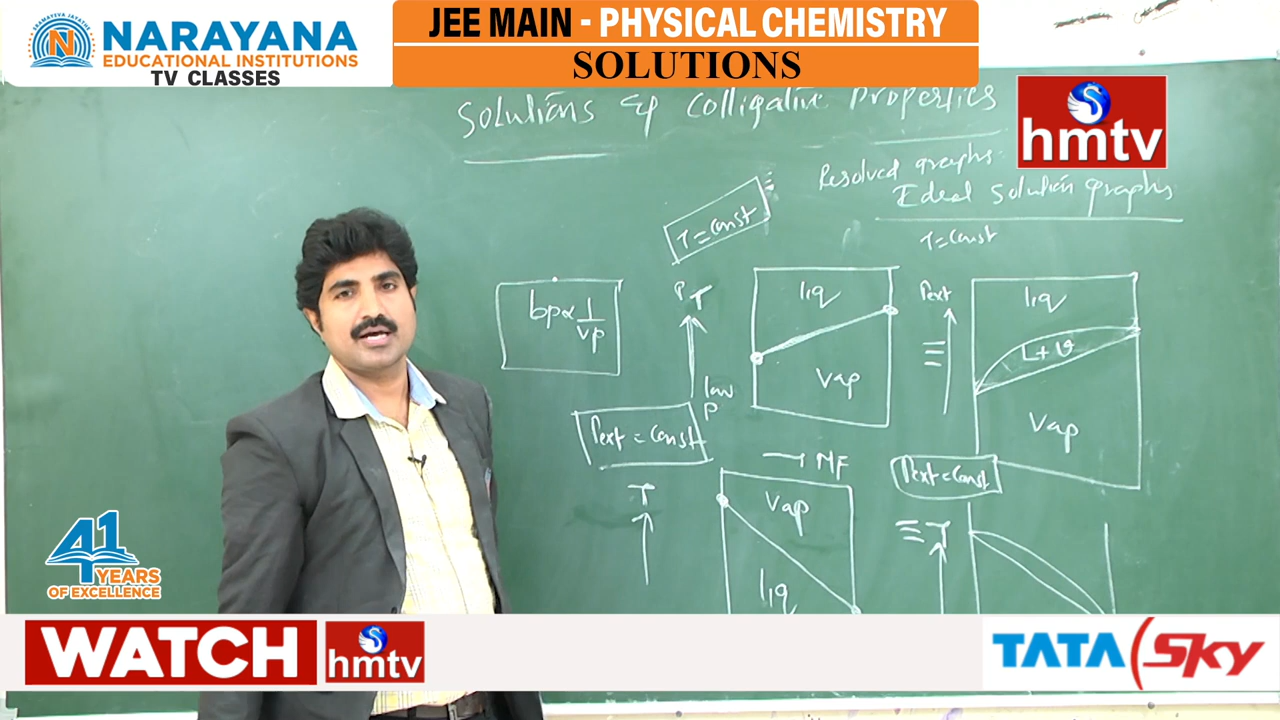 NARAYANA
EDUCATIONAL INSTITUTIONS
TV CLASSES
JEE MAIN - PHYSICAL CHEMISTRY
SOLUTIONS
hmtv
Solutions & Colligative Properties
Resolved graphs.
Ideal Solution graphs
T = Const
T = Const
bp ∝ 1/vp
P T
low
P
liq
Vap
Pext
liq
L + V
Vap
Pext = Const
→ MF
Pext = Const
T
Vap
liq
T
41
YEARS
OF EXCELLENCE
WATCH hmtv
TATA Sky